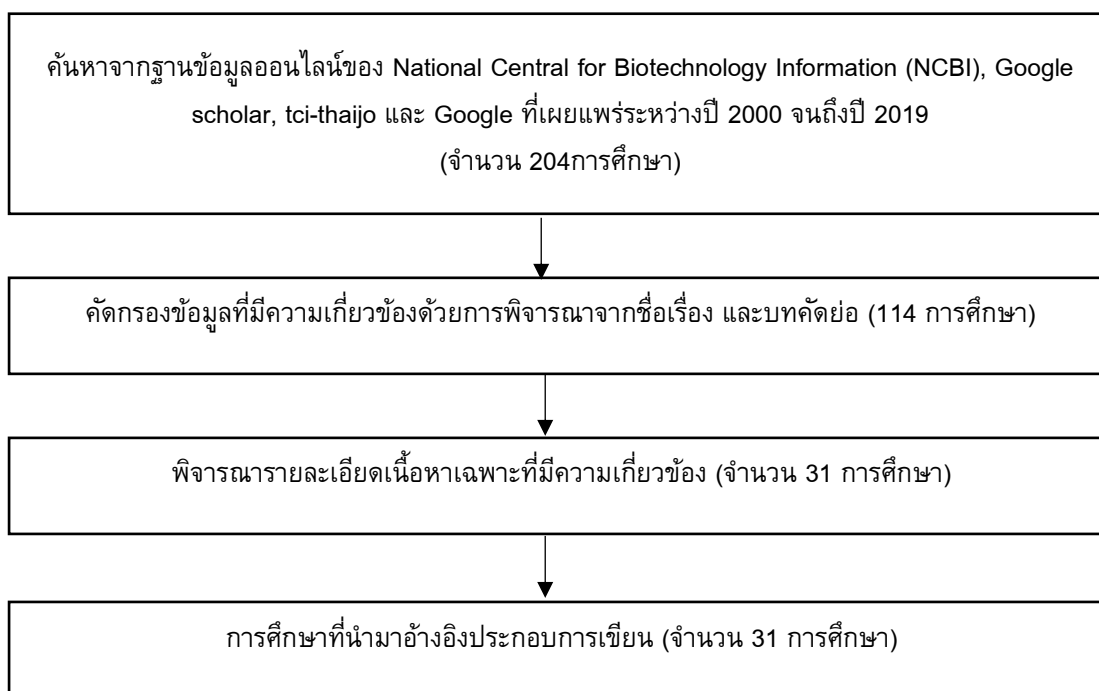 ค้นหาจากฐานข้อมูลออนไลน์ของ National Central for Biotechnology Information (NCBI), Google
scholar, tci-thaijo และ Google ที่เผยแพร่ระหว่างปี 2000 จนถึงปี 2019
(จำนวน 204การศึกษา)
คัดกรองข้อมูลที่มีความเกี่ยวข้องด้วยการพิจารณาจากชื่อเรื่อง และบทคัดย่อ (114 การศึกษา)
พิจารณารายละเอียดเนื้อหาเฉพาะที่มีความเกี่ยวข้อง (จำนวน 31 การศึกษา)
การศึกษาที่นำมาอ้างอิงประกอบการเขียน (จำนวน 31 การศึกษา)